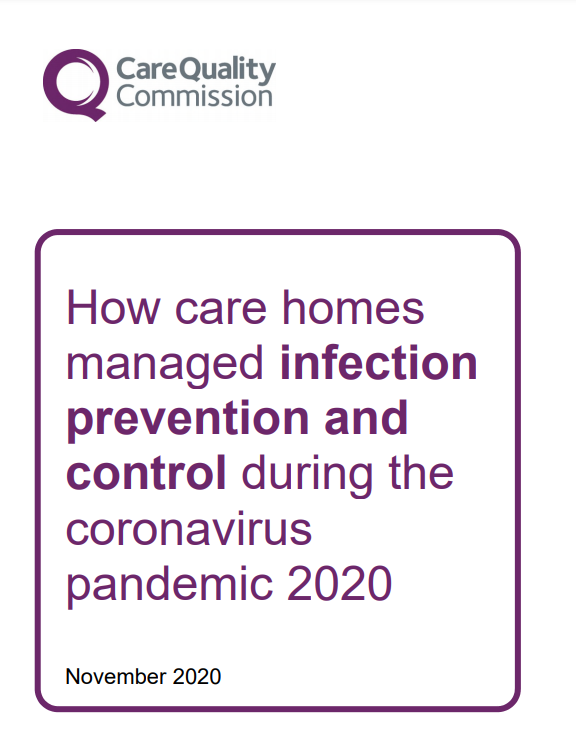 CareQuality
Commission
How care homes
managed infection
prevention and
control during the
coronavirus
pandemic 2020
November 2020